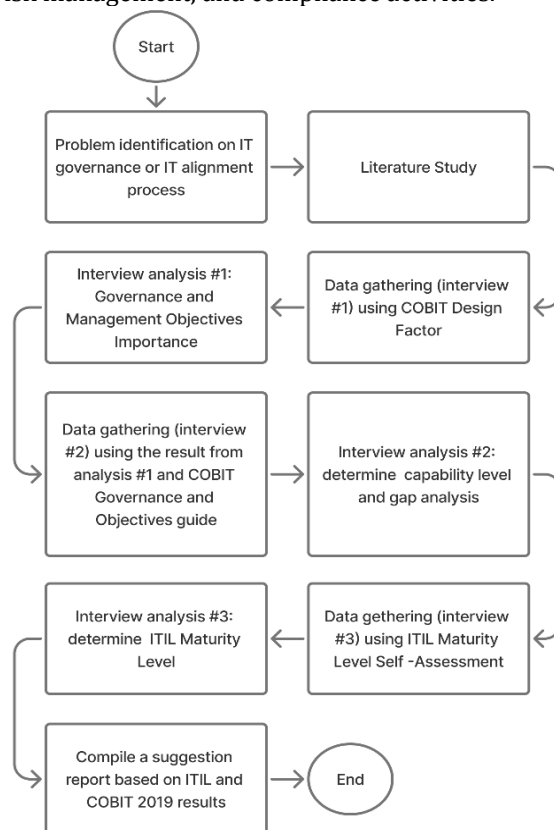 isk management, and compliance activities.
Start
Problem identification on IT
governance or IT alignment
process
Literature Study
Data gathering (interview
#1) using COBIT Design
Factor
Interview analysis #1:
Governance and
Management Objectives
Importance
Data gathering (interview
#2) using the result from
analysis #1 and COBIT
Governance and
Objectives guide
Interview analysis #2:
determine capability level
and gap analysis
Data gethering (interview
#3) using ITIL Maturity
Level Self -Assessment
Interview analysis #3:
determine ITIL Maturity
Level
Compile a suggestion
report based on ITIL and
COBIT 2019 results
End